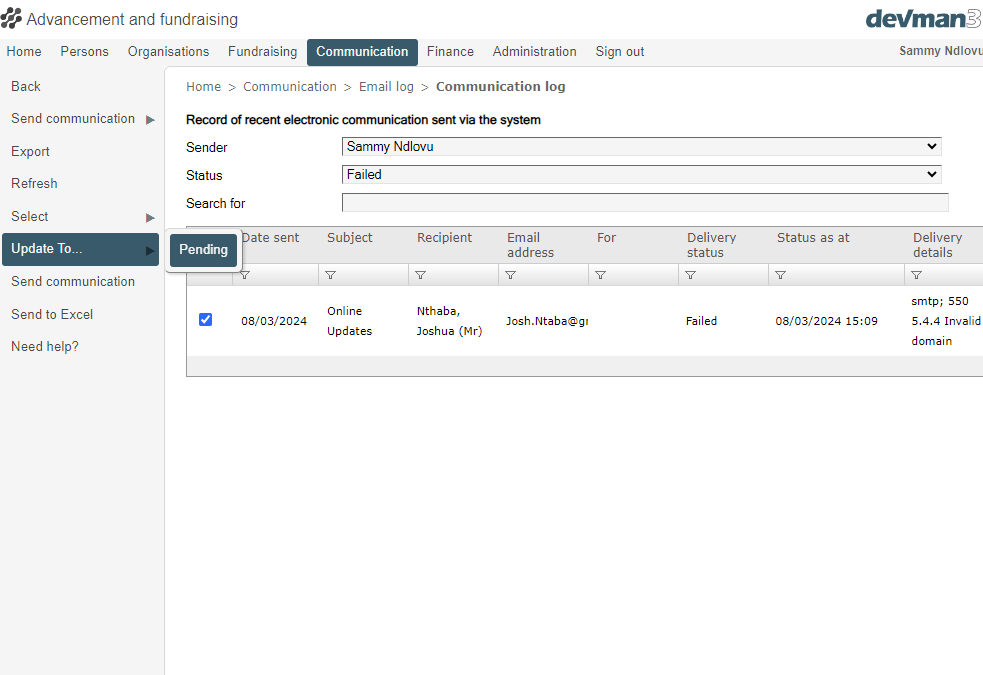 Advancement and fundraising
devman3
Home Persons Organisations Fundraising Communication Finance Administration Sign out Sammy Ndlovu
Back
Send communication
Export
Refresh
Select
Update To...
Pending
Send communication
Send to Excel
Need help?
Home > Communication > Email log > Communication log
Record of recent electronic communication sent via the system
Sender Sammy Ndlovu
Status Failed
Search for
Date sent Subject Recipient Email address For Delivery status Status as at Delivery details
08/03/2024 Online Updates Nthaba, Joshua (Mr) Josh.Ntaba@gr Failed 08/03/2024 15:09 smtp; 550 5.4.4 Invalid domain